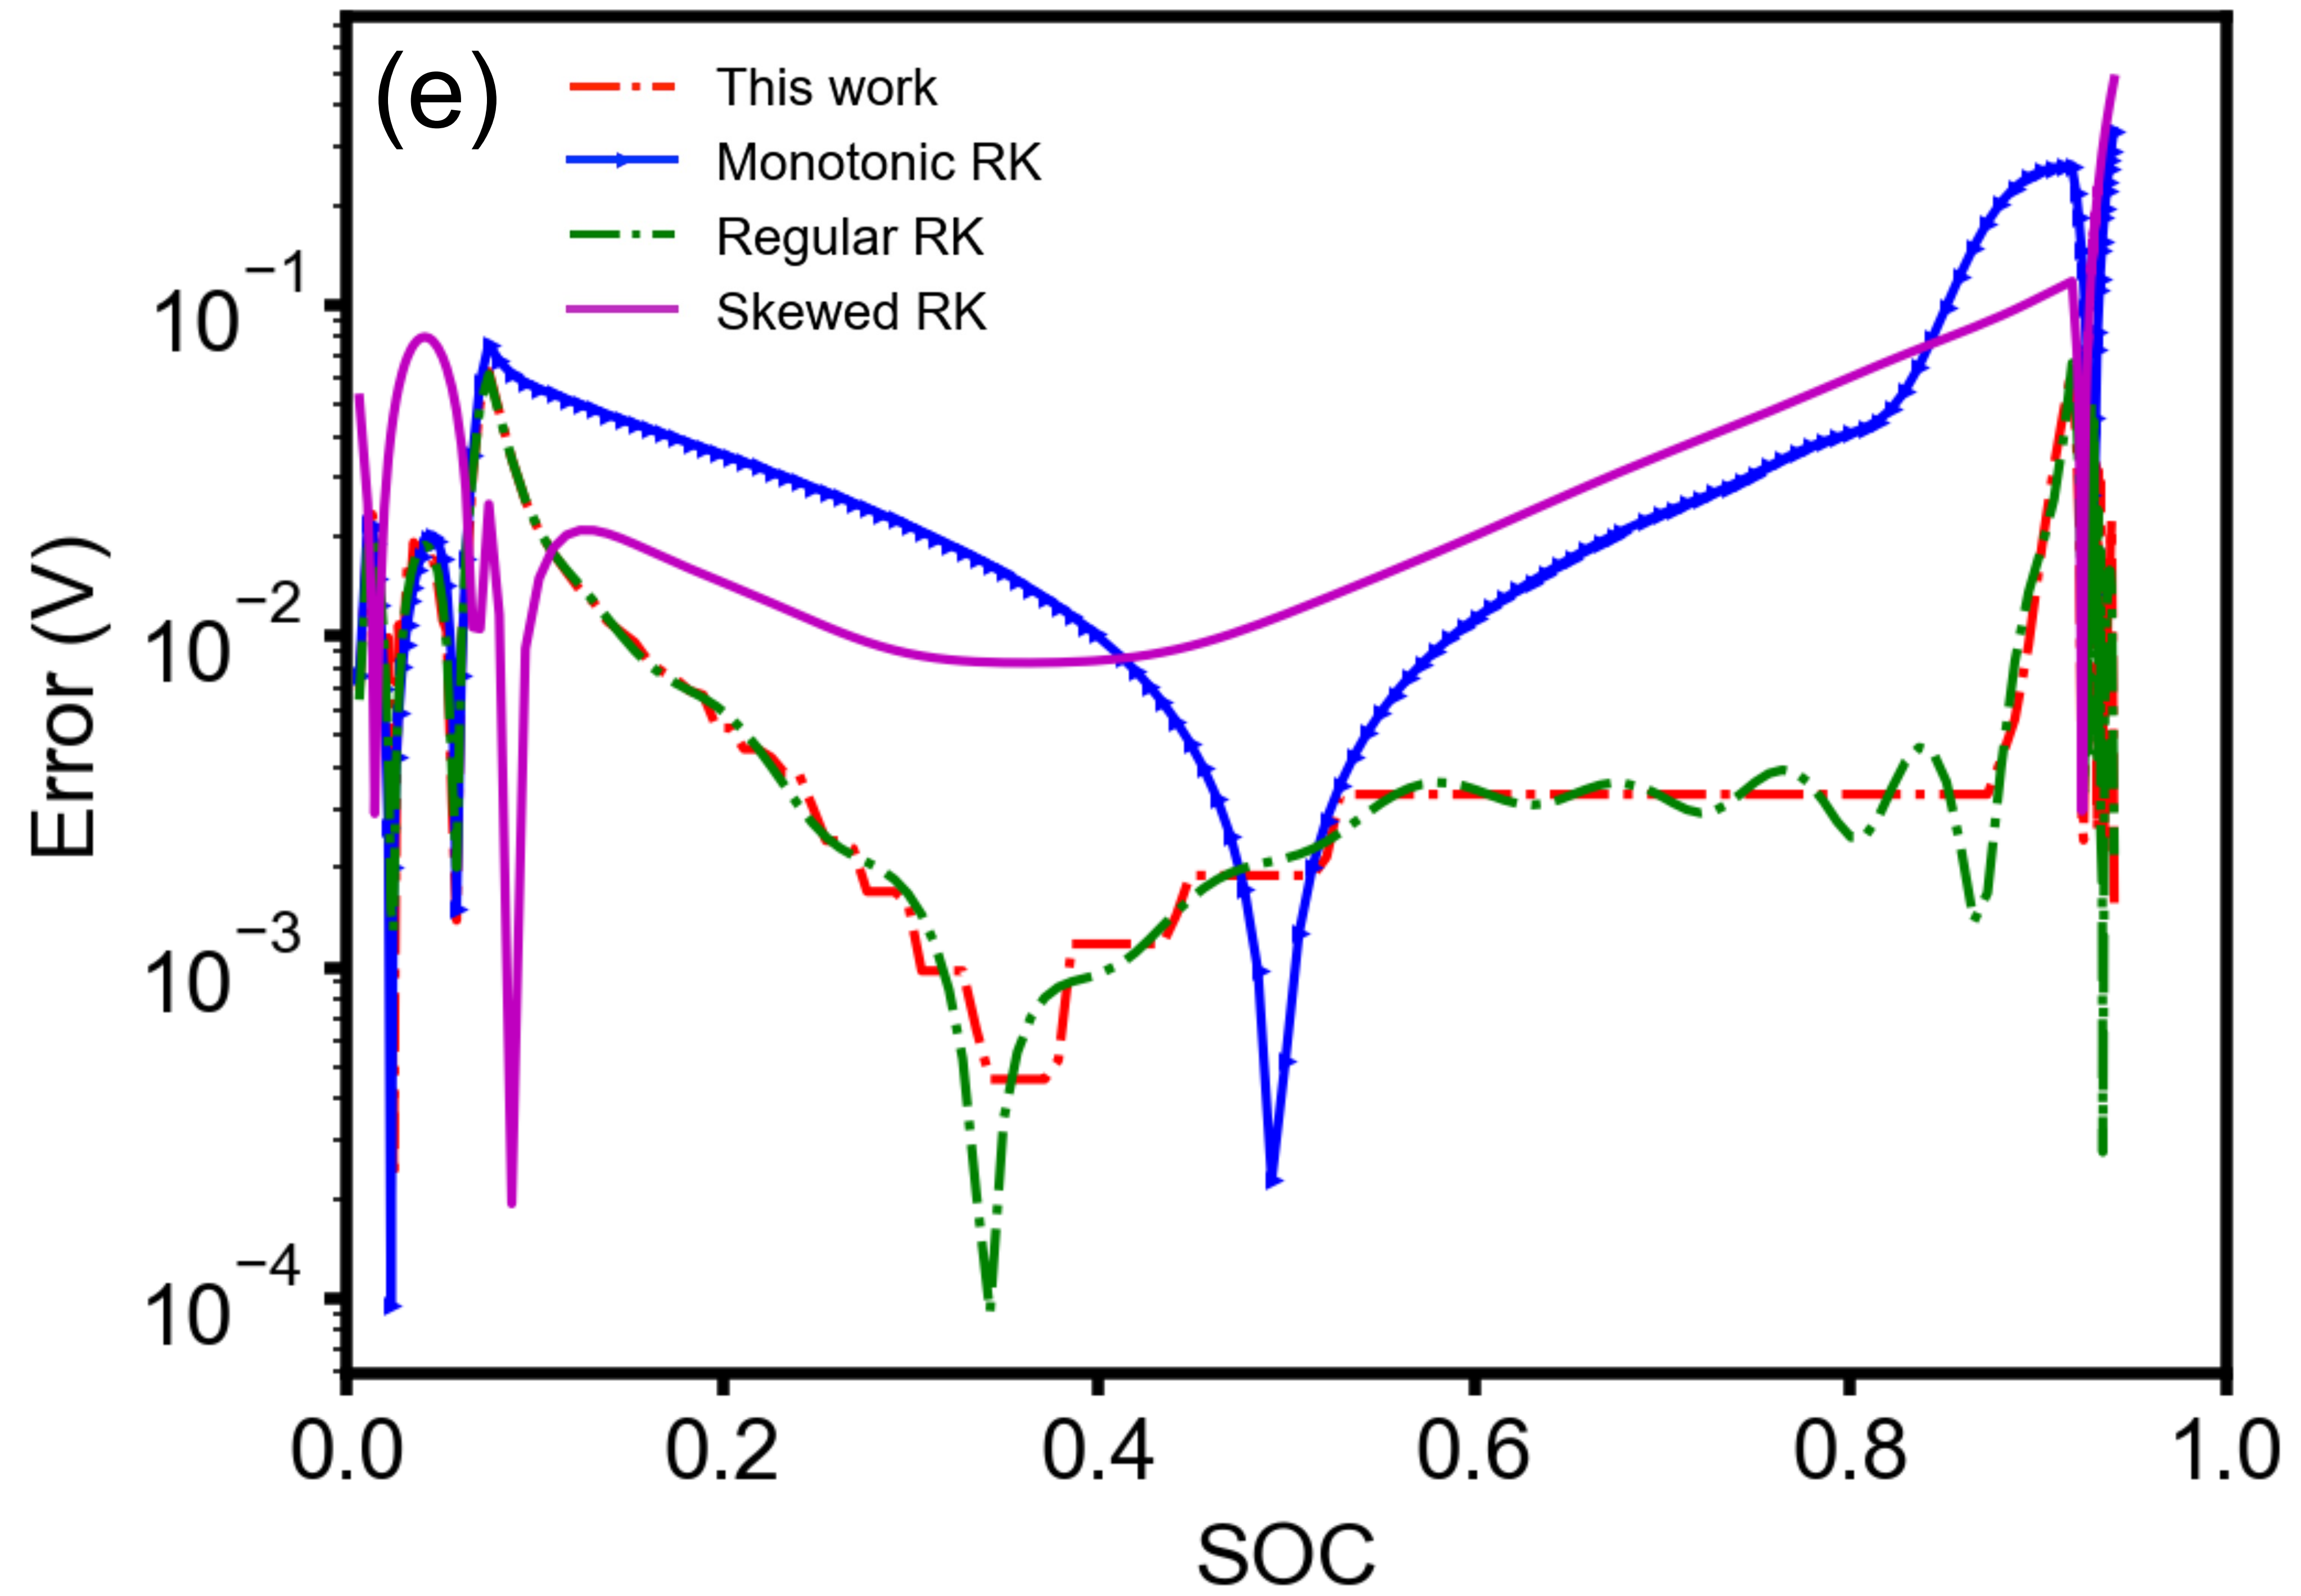 (e)
This work
Monotonic RK
Regular RK
Skewed RK
Error (V)
10⁻¹
10⁻²
10⁻³
10⁻⁴
0.0 0.2 0.4 0.6 0.8 1.0
SOC